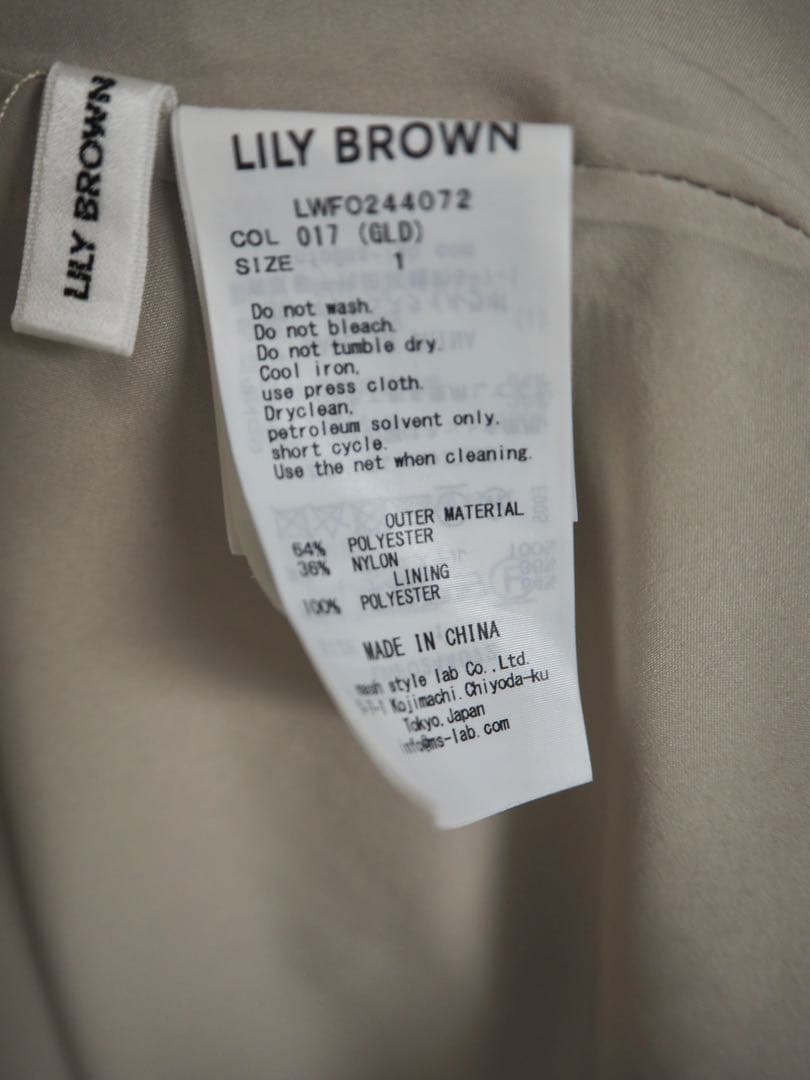 LILY BROWN
LILY BROWN
LWFO244072
COL 017 (GLD)
SIZE 1
Do not wash.
Do not bleach.
Do not tumble dry.
Cool iron.
use press cloth.
Dryclean.
petroleum solvent only.
short cycle.
Use the net when cleaning.
OUTER MATERIAL
64% POLYESTER
36% NYLON
LINING
100% POLYESTER
MADE IN CHINA
mash style lab Co.,Ltd.
Kojimachi.Chiyoda-ku
Tokyo.Japan
info@ms-lab.com